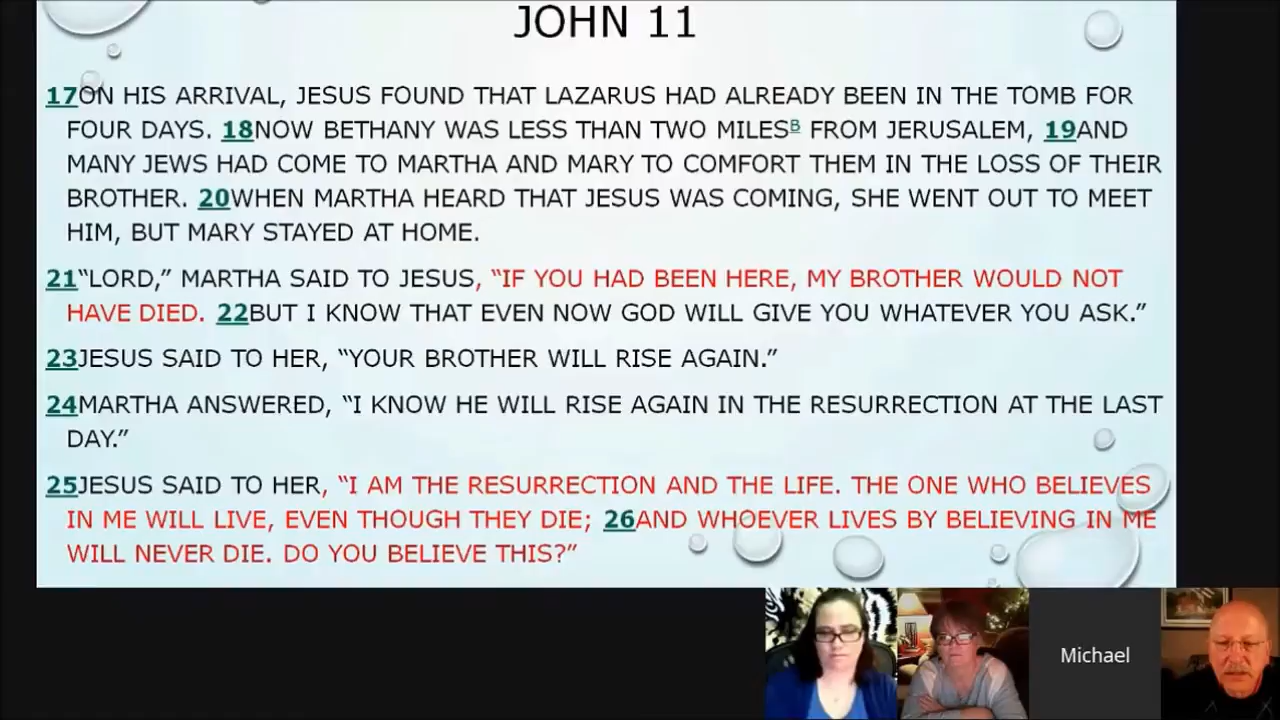 JOHN 11
17ON HIS ARRIVAL, JESUS FOUND THAT LAZARUS HAD ALREADY BEEN IN THE TOMB FOR
FOUR DAYS. 18NOW BETHANY WAS LESS THAN TWO MILESB FROM JERUSALEM, 19AND
MANY JEWS HAD COME TO MARTHA AND MARY TO COMFORT THEM IN THE LOSS OF THEIR
BROTHER. 20WHEN MARTHA HEARD THAT JESUS WAS COMING, SHE WENT OUT TO MEET
HIM, BUT MARY STAYED AT HOME.
21“LORD,” MARTHA SAID TO JESUS, “IF YOU HAD BEEN HERE, MY BROTHER WOULD NOT
HAVE DIED. 22BUT I KNOW THAT EVEN NOW GOD WILL GIVE YOU WHATEVER YOU ASK.”
23JESUS SAID TO HER, “YOUR BROTHER WILL RISE AGAIN.”
24MARTHA ANSWERED, “I KNOW HE WILL RISE AGAIN IN THE RESURRECTION AT THE LAST
DAY.”
25JESUS SAID TO HER, “I AM THE RESURRECTION AND THE LIFE. THE ONE WHO BELIEVES
IN ME WILL LIVE, EVEN THOUGH THEY DIE; 26AND WHOEVER LIVES BY BELIEVING IN ME
WILL NEVER DIE. DO YOU BELIEVE THIS?”
Michael